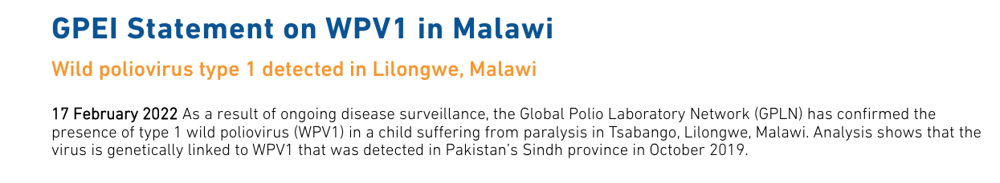 GPEI Statement on WPV1 in Malawi
Wild poliovirus type 1 detected in Lilongwe, Malawi
17 February 2022 As a result of ongoing disease surveillance, the Global Polio Laboratory Network (GPLN) has confirmed the
presence of type 1 wild poliovirus (WPV1) in a child suffering from paralysis in Tsabango, Lilongwe, Malawi. Analysis shows that the
virus is genetically linked to WPV1 that was detected in Pakistan’s Sindh province in October 2019.